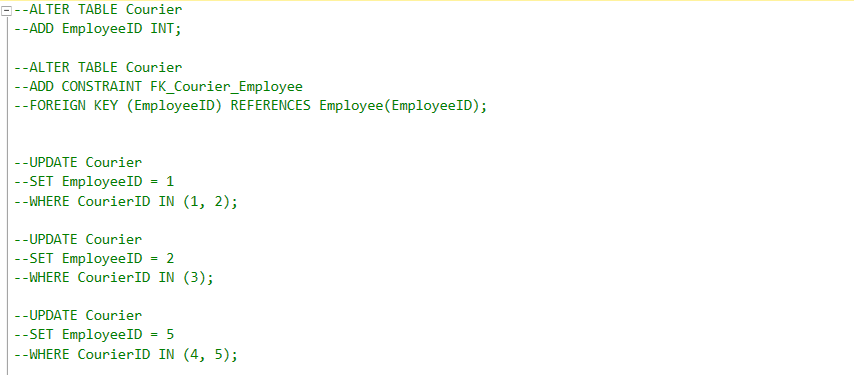 --ALTER TABLE Courier
--ADD EmployeeID INT;
--ALTER TABLE Courier
--ADD CONSTRAINT FK_Courier_Employee
--FOREIGN KEY (EmployeeID) REFERENCES Employee(EmployeeID);
--UPDATE Courier
--SET EmployeeID = 1
--WHERE CourierID IN (1, 2);
--UPDATE Courier
--SET EmployeeID = 2
--WHERE CourierID IN (3);
--UPDATE Courier
--SET EmployeeID = 5
--WHERE CourierID IN (4, 5);